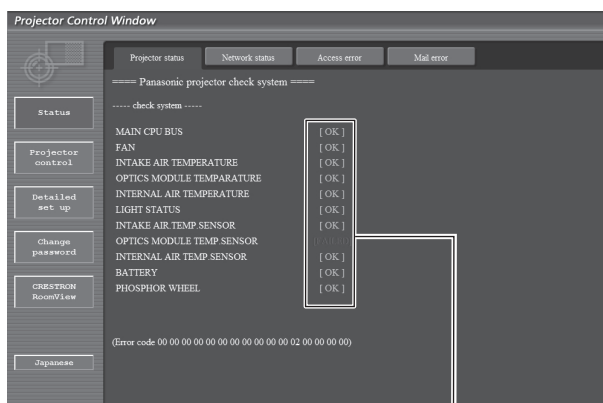 Projector Control Window
Projector status Network status Access error Mail error
==== Panasonic projector check system ====
----- check system -----
MAIN CPU BUS [ OK ]
FAN [ OK ]
INTAKE AIR TEMPERATURE [ OK ]
OPTICS MODULE TEMPARATURE [ OK ]
INTERNAL AIR TEMPERATURE [ OK ]
LIGHT STATUS [ OK ]
INTAKE AIR.TEMP.SENSOR [ OK ]
OPTICS MODULE TEMP.SENSOR
INTERNAL AIR TEMP.SENSOR [ OK ]
BATTERY [ OK ]
PHOSPHOR WHEEL [ OK ]
(Error code 00 00 00 00 00 00 00 00 00 00 02 00 00 00 00)
Status
Projector
control
Detailed
set up
Change
password
CRESTRON
RoomView
Japanese